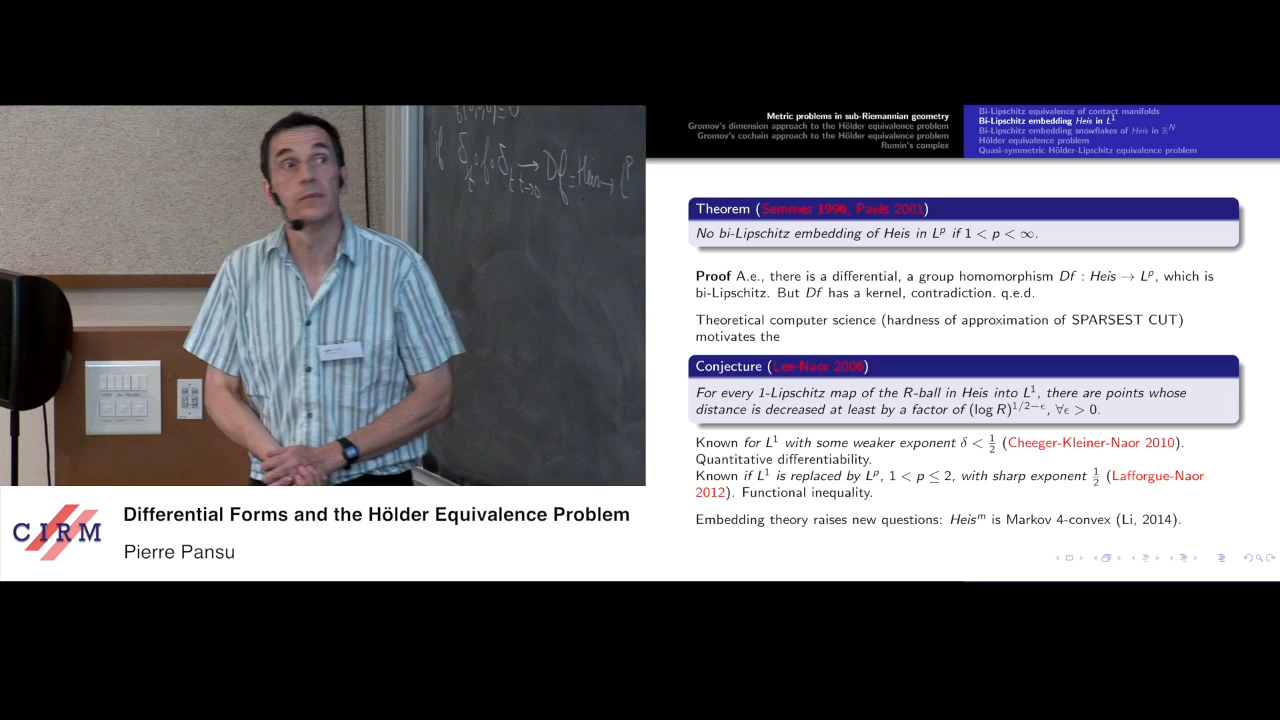 δ_t∘f∘δ_t → Df = Heis → L^p
t→0
CIRM
Differential Forms and the Hölder Equivalence Problem
Pierre Pansu
Metric problems in sub-Riemannian geometry
Gromov's dimension approach to the Hölder equivalence problem
Gromov's cochain approach to the Hölder equivalence problem
Rumin's complex
Bi-Lipschitz equivalence of contact manifolds
Bi-Lipschitz embedding Heis in L¹
Bi-Lipschitz embedding snowflakes of Heis in ℝᴺ
Hölder equivalence problem
Quasi-symmetric Hölder-Lipschitz equivalence problem
Theorem (Semmes 1996, Pauls 2001)
No bi-Lipschitz embedding of Heis in Lᵖ if 1 < p < ∞.
Proof A.e., there is a differential, a group homomorphism Df : Heis → Lᵖ, which is
bi-Lipschitz. But Df has a kernel, contradiction. q.e.d.
Theoretical computer science (hardness of approximation of SPARSEST CUT)
motivates the
Conjecture (Lee-Naor 2006)
For every 1-Lipschitz map of the R-ball in Heis into L¹, there are points whose
distance is decreased at least by a factor of (log R)^{1/2−ϵ}, ∀ϵ > 0.
Known for L¹ with some weaker exponent δ < 1/2 (Cheeger-Kleiner-Naor 2010).
Quantitative differentiability.
Known if L¹ is replaced by Lᵖ, 1 < p ≤ 2, with sharp exponent 1/2 (Lafforgue-Naor
2012). Functional inequality.
Embedding theory raises new questions: Heisᵐ is Markov 4-convex (Li, 2014).